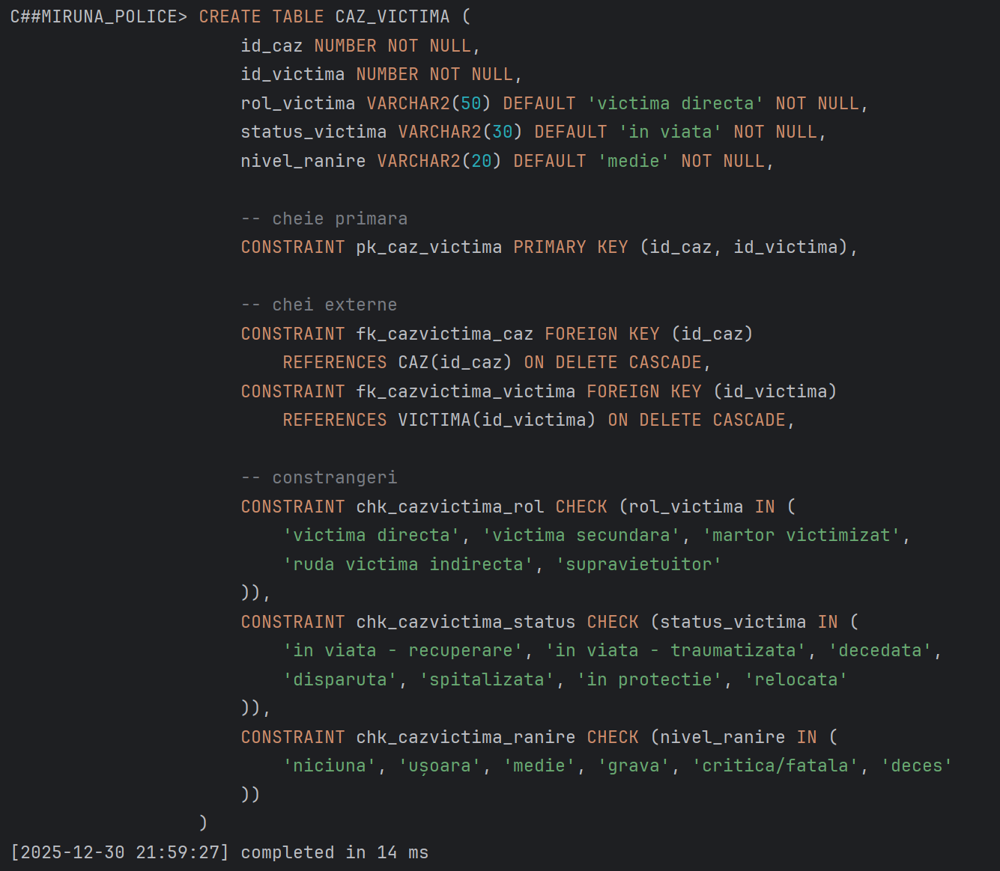 C##MIRUNA_POLICE> CREATE TABLE CAZ_VICTIMA (
id_caz NUMBER NOT NULL,
id_victima NUMBER NOT NULL,
rol_victima VARCHAR2(50) DEFAULT 'victima directa' NOT NULL,
status_victima VARCHAR2(30) DEFAULT 'in viata' NOT NULL,
nivel_ranire VARCHAR2(20) DEFAULT 'medie' NOT NULL,
-- cheie primara
CONSTRAINT pk_caz_victima PRIMARY KEY (id_caz, id_victima),
-- chei externe
CONSTRAINT fk_cazvictima_caz FOREIGN KEY (id_caz)
REFERENCES CAZ(id_caz) ON DELETE CASCADE,
CONSTRAINT fk_cazvictima_victima FOREIGN KEY (id_victima)
REFERENCES VICTIMA(id_victima) ON DELETE CASCADE,
-- constrangeri
CONSTRAINT chk_cazvictima_rol CHECK (rol_victima IN (
'victima directa', 'victima secundara', 'martor victimizat',
'ruda victima indirecta', 'supravietuitor'
)),
CONSTRAINT chk_cazvictima_status CHECK (status_victima IN (
'in viata - recuperare', 'in viata - traumatizata', 'decedata',
'disparuta', 'spitalizata', 'in protectie', 'relocata'
)),
CONSTRAINT chk_cazvictima_ranire CHECK (nivel_ranire IN (
'niciuna', 'ușoara', 'medie', 'grava', 'critica/fatala', 'deces'
))
)
[2025-12-30 21:59:27] completed in 14 ms